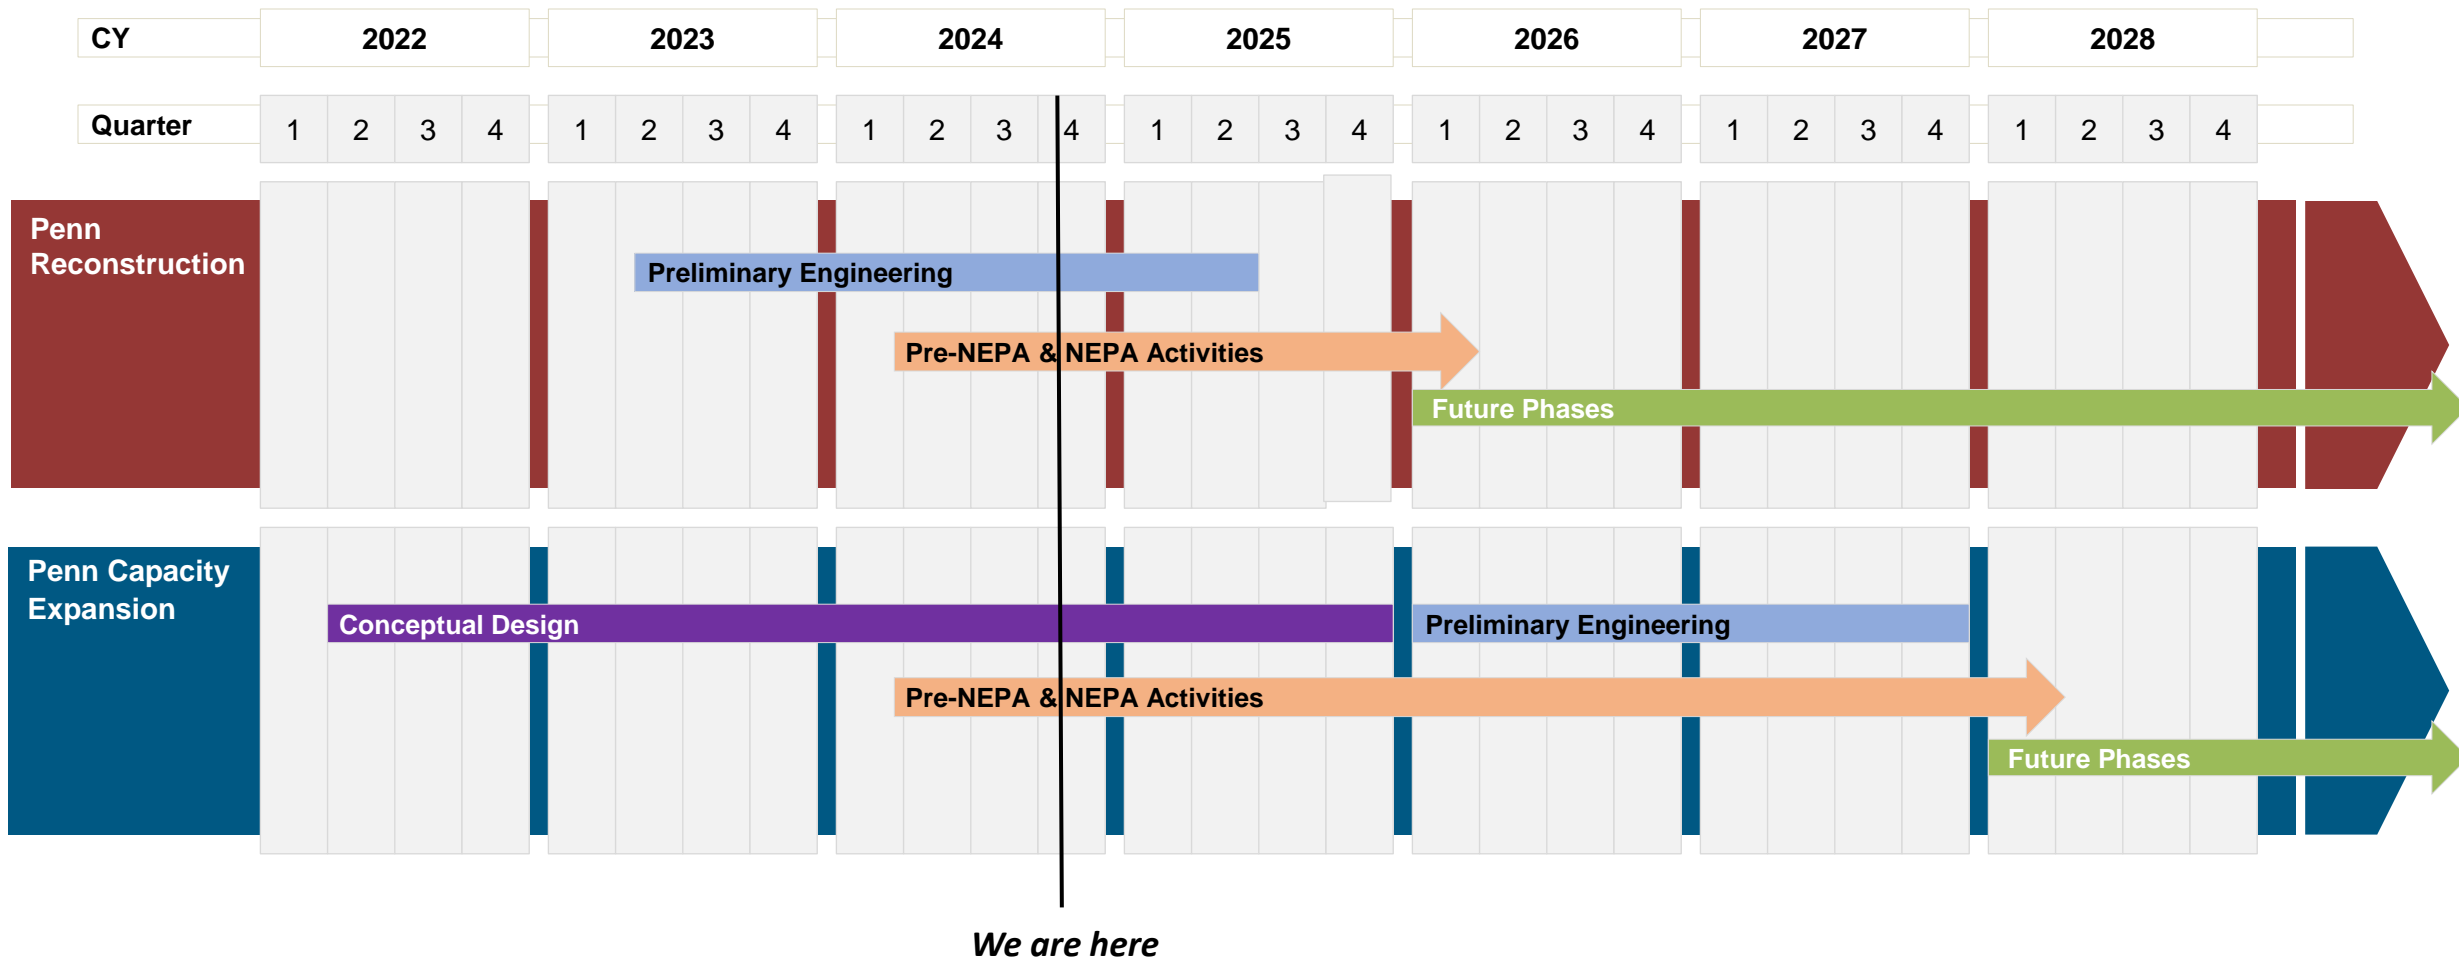 CY 2022 2023 2024 2025 2026 2027 2028
Quarter 1 2 3 4 1 2 3 4 1 2 3 4 1 2 3 4 1 2 3 4 1 2 3 4 1 2 3 4
Penn
Reconstruction
Preliminary Engineering
Pre-NEPA & NEPA Activities
Future Phases
Penn Capacity
Expansion
Conceptual Design
Preliminary Engineering
Pre-NEPA & NEPA Activities
Future Phases
We are here